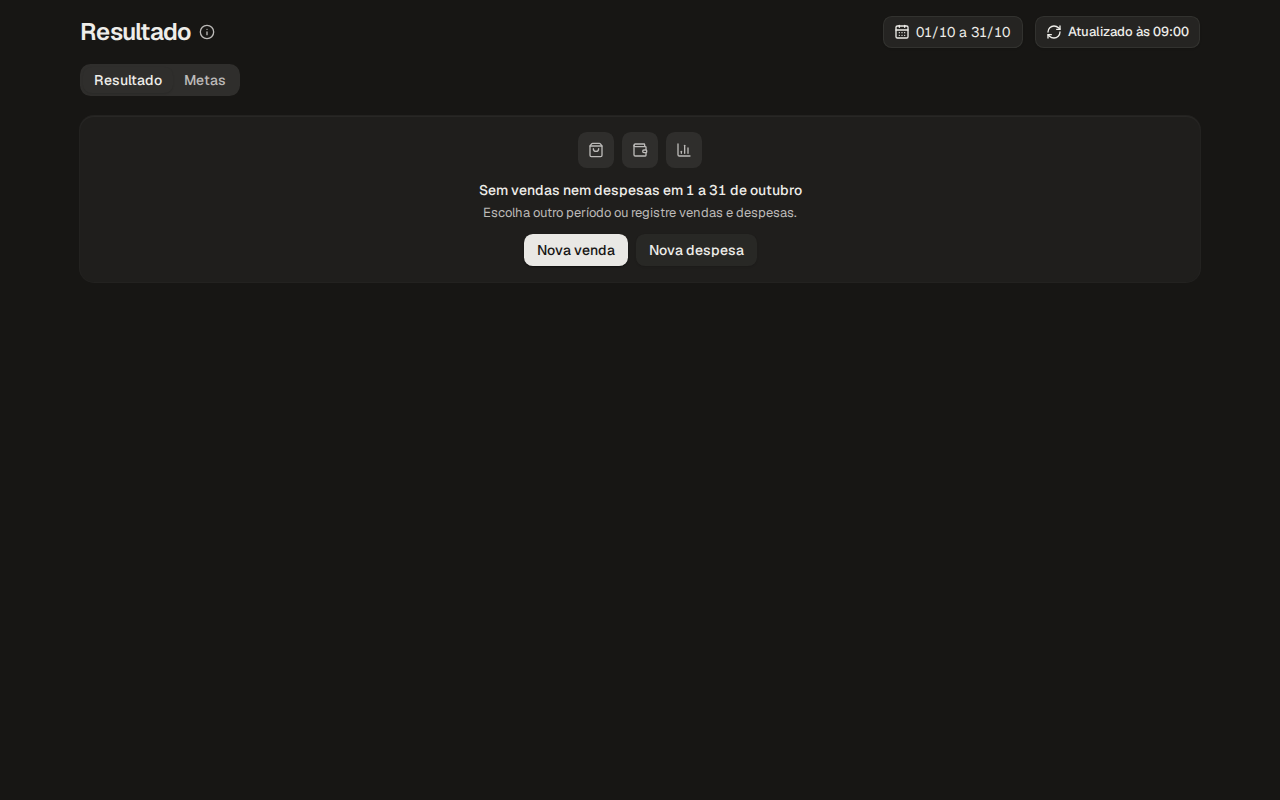 Resultado
01/10 a 31/10
Atualizado às 09:00
Resultado
Metas
Sem vendas nem despesas em 1 a 31 de outubro
Escolha outro período ou registre vendas e despesas.
Nova venda
Nova despesa